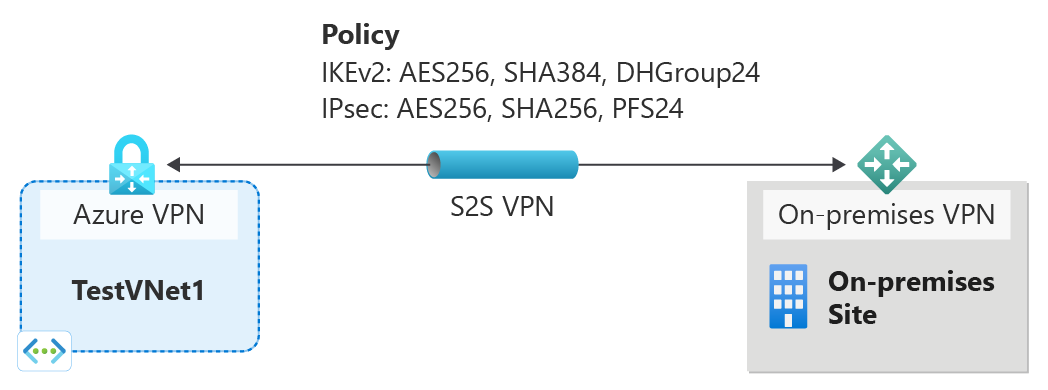 Policy
IKEv2: AES256, SHA384, DHGroup24
IPsec: AES256, SHA256, PFS24
S2S VPN
Azure VPN
TestVNet1
On-premises VPN
On-premises
Site